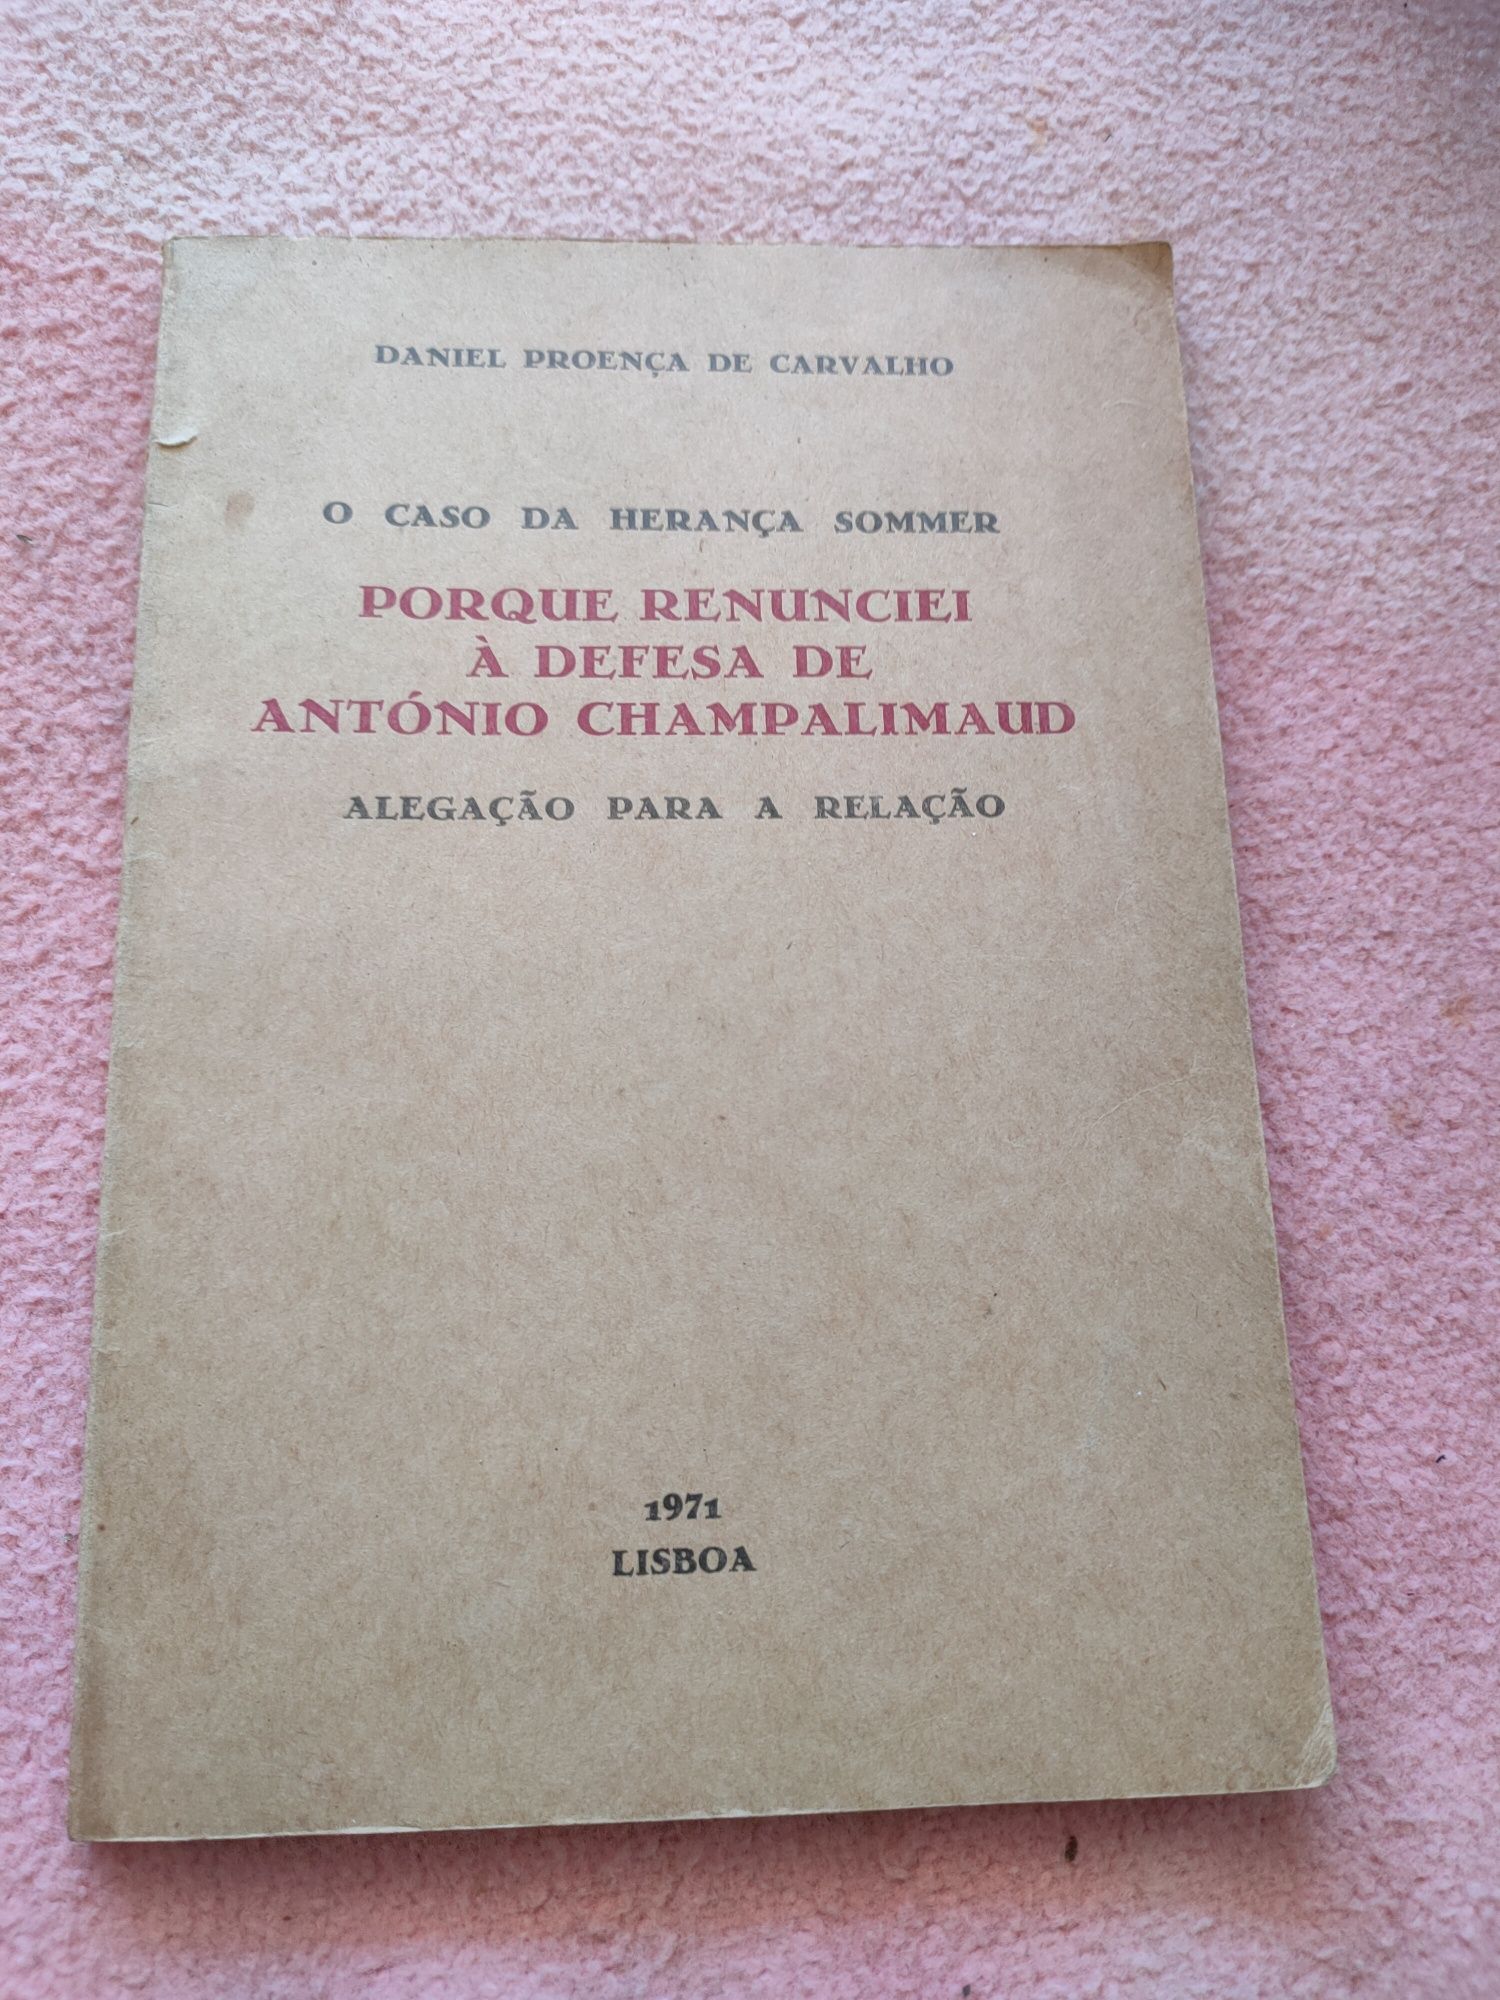 DANIEL PROENÇA DE CARVALHO
O CASO DA HERANÇA SOMMER
PORQUE RENUNCIEI
À DEFESA DE
ANTÓNIO CHAMPALIMAUD
ALEGAÇÃO PARA A RELAÇÃO
1971
LISBOA